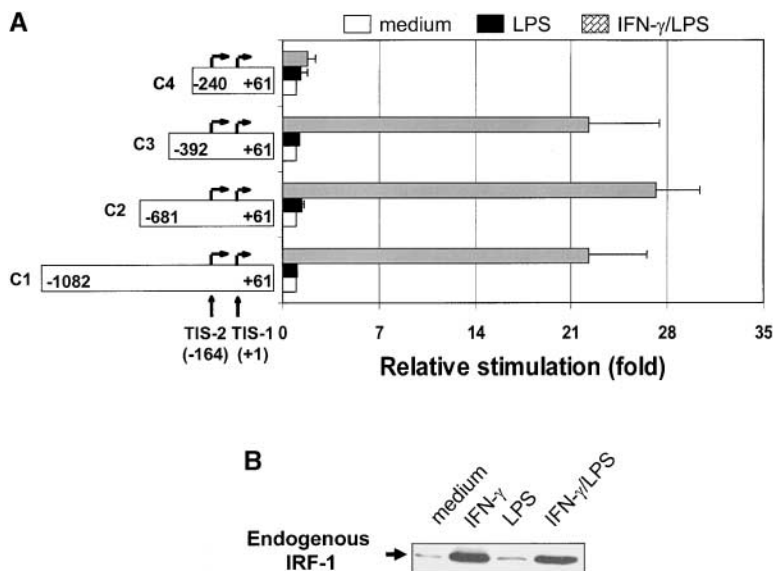 A
medium LPS IFN-γ/LPS
C4 -240 +61
C3 -392 +61
C2 -681 +61
C1 -1082 +61
TIS-2 TIS-1 0 7 14 21 28 35
(-164) (+1)
Relative stimulation (fold)
B
medium IFN-γ LPS IFN-γ/LPS
Endogenous
IRF-1